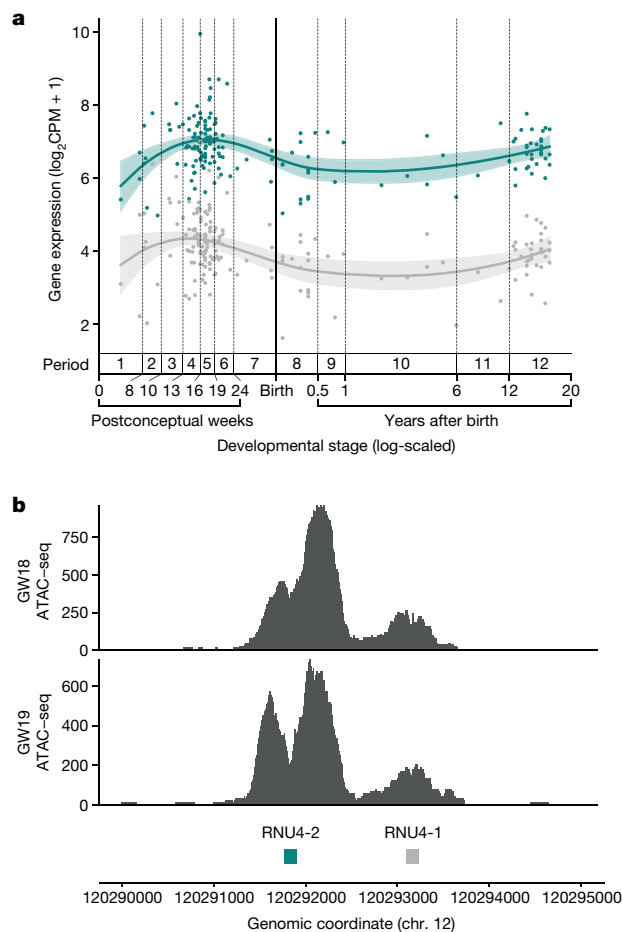 a
10
8
6
4
2
Gene expression (log2CPM + 1)
Period 1 2 3 4 5 6 7 8 9 10 11 12
0 8 10 13 16 19 24 Birth 0.5 1 6 12 20
Postconceptual weeks Years after birth
Developmental stage (log-scaled)
b
750
500
250
0
GW18
ATAC–seq
600
400
200
0
GW19
ATAC–seq
RNU4-2 RNU4-1
120290000 120291000 120292000 120293000 120294000 120295000
Genomic coordinate (chr. 12)